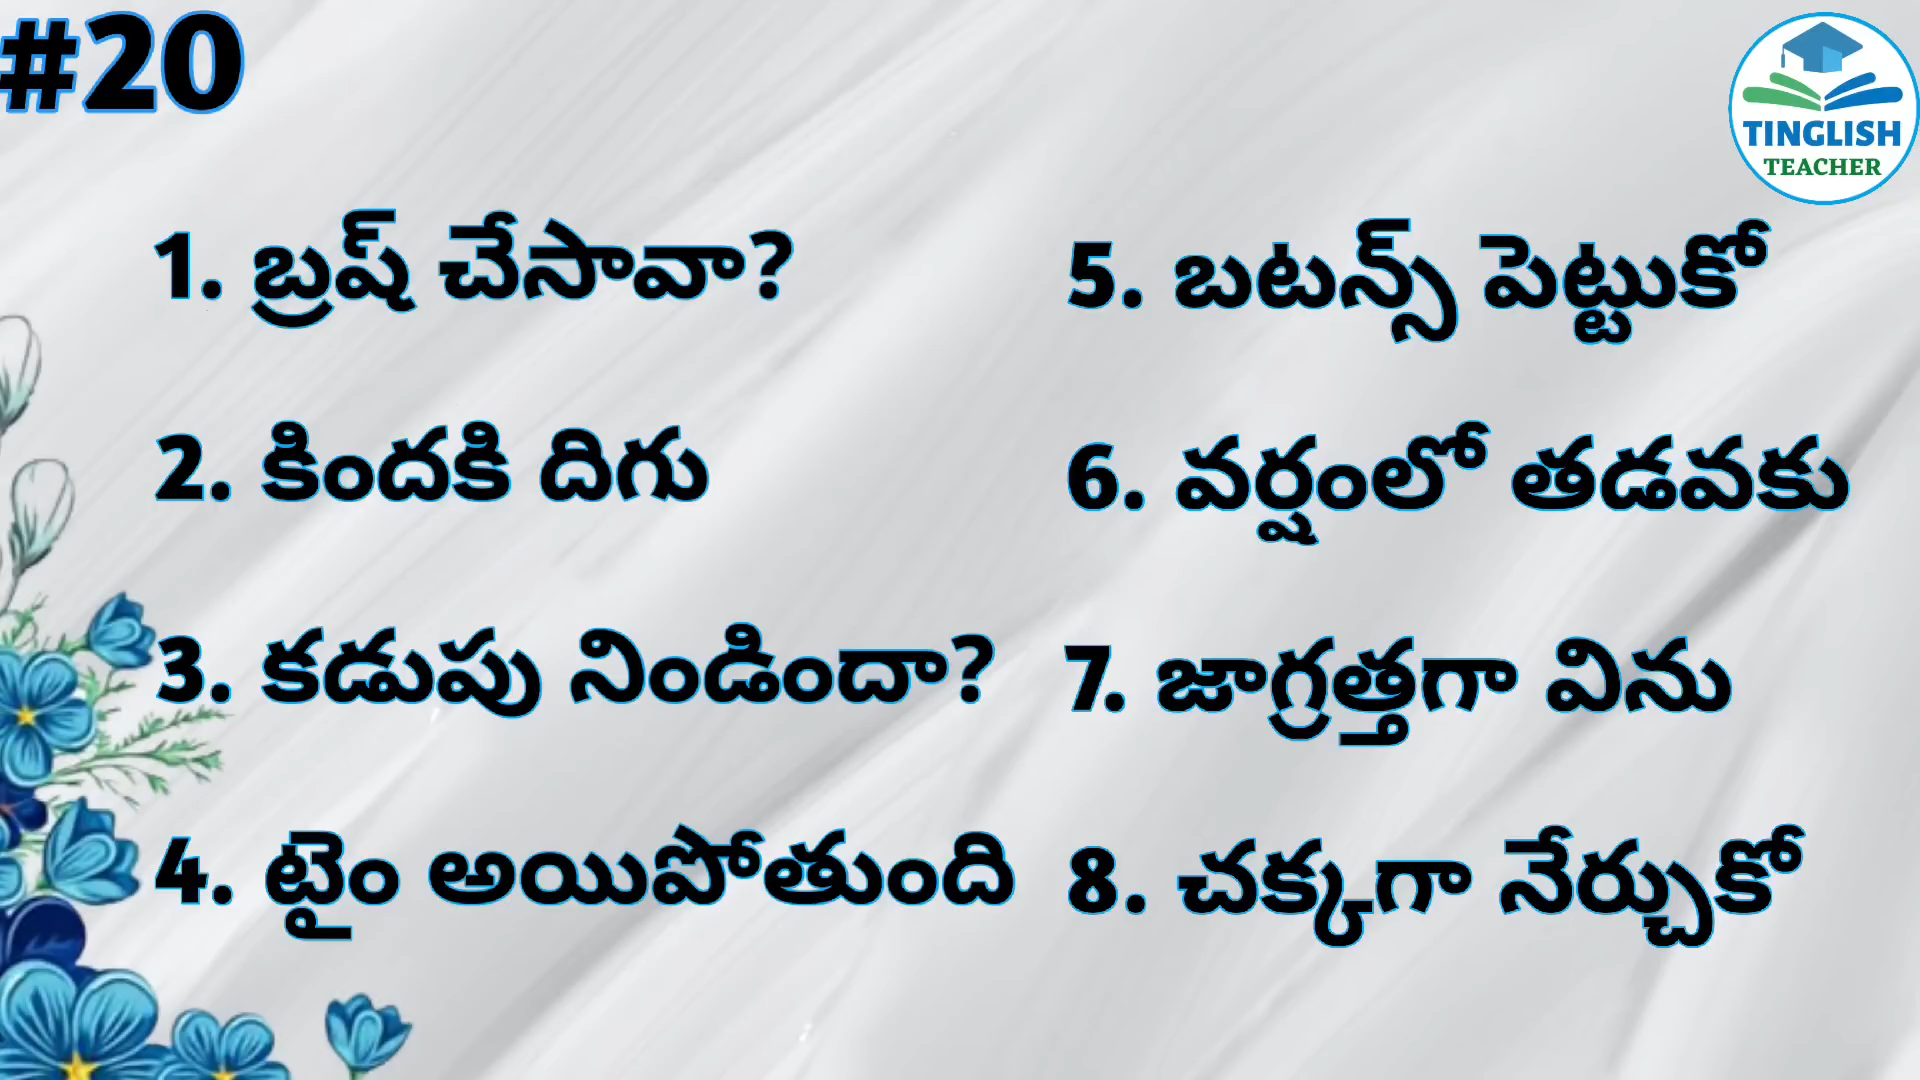 #20
TINGLISH
TEACHER
1. బ్రష్ చేసావా?
2. కిందకి దిగు
3. కడుపు నిండిందా?
4. టైం అయిపోతుంది
5. బటన్స్ పెట్టుకో
6. వర్షంలో తడవకు
7. జాగ్రత్తగా విను
8. చక్కగా నేర్చుకో